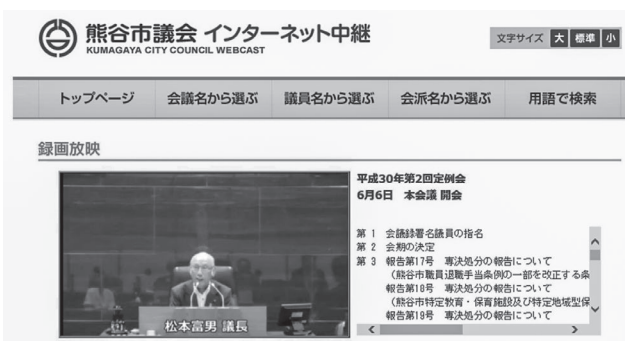 熊谷市議会 インターネット中継
KUMAGAYA CITY COUNCIL WEBCAST
文字サイズ 大 標準 小
トップページ 会議名から選ぶ 議員名から選ぶ 会派名から選ぶ 用語で検索
録画放映
平成30年第2回定例会
6月6日 本会議 開会
第 1 会議録署名議員の指名
第 2 会期の決定
第 3 報告第17号 専決処分の報告について
（熊谷市職員退職手当条例の一部を改正する条
報告第18号 専決処分の報告について
（熊谷市特定教育・保育施設及び特定地域型保
報告第19号 専決処分の報告について
松本富男 議長